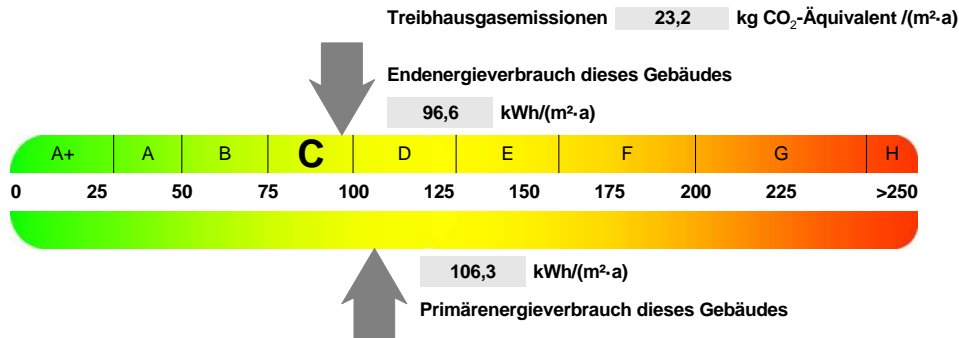 Treibhausgasemissionen 23,2 kg CO₂-Äquivalent /(m²·a)
Endenergieverbrauch dieses Gebäudes
96,6 kWh/(m²·a)
A+ A B C D E F G H
0 25 50 75 100 125 150 175 200 225 >250
106,3 kWh/(m²·a)
Primärenergieverbrauch dieses Gebäudes